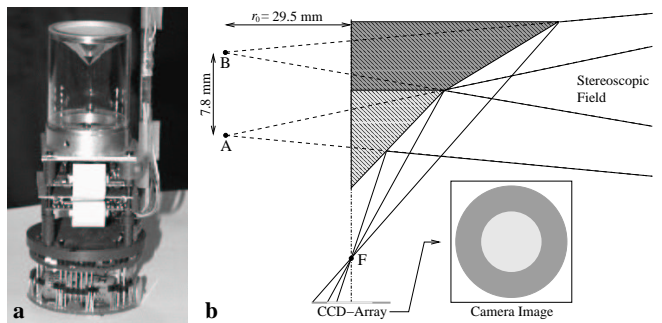 r0 = 29.5 mm
B
7.8 mm
A
Stereoscopic
Field
F
CCD–Array
Camera Image
a
b